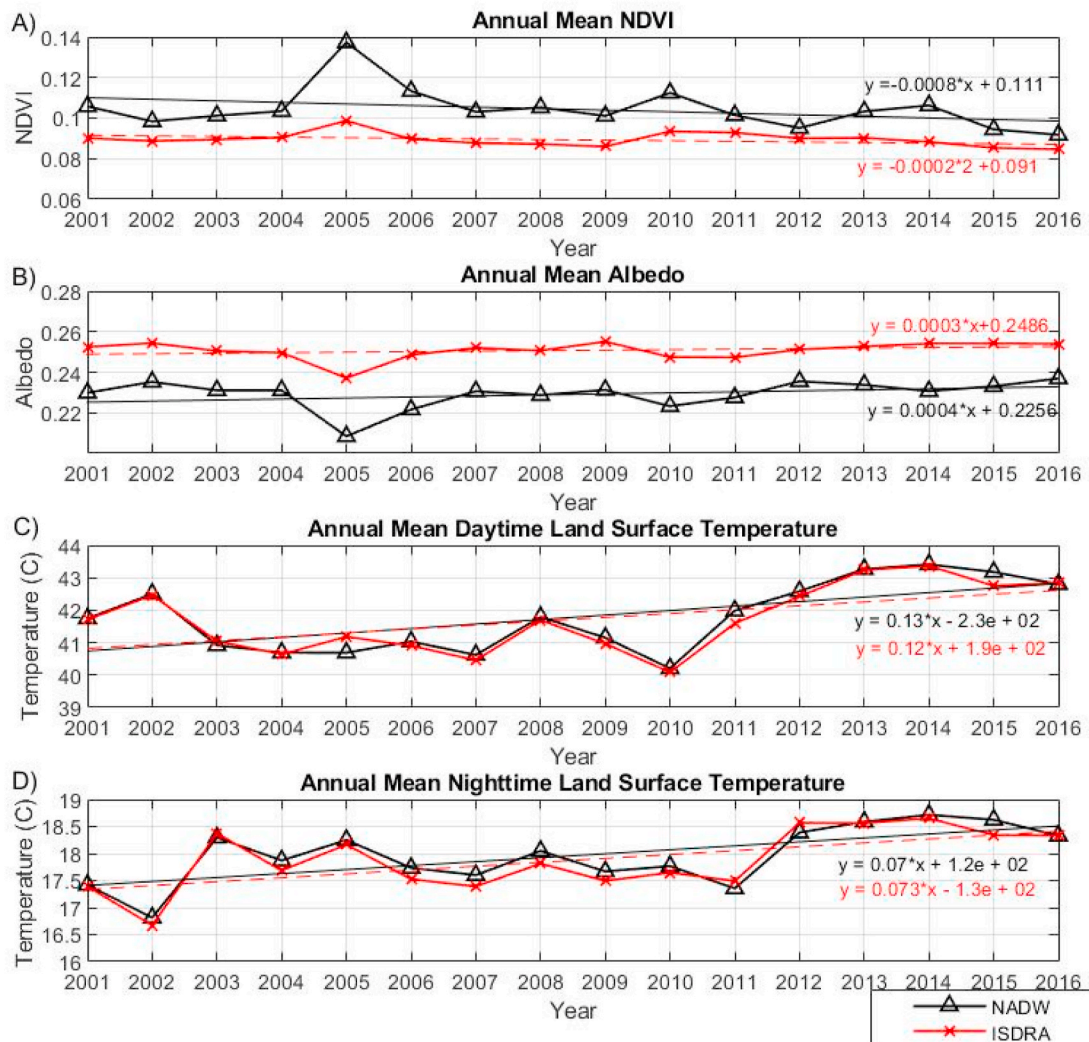 A)
Annual Mean NDVI
0.14
0.12
0.1
0.08
0.06
NDVI
y =-0.0008*x + 0.111
y = -0.0002*2 +0.091
2001 2002 2003 2004 2005 2006 2007 2008 2009 2010 2011 2012 2013 2014 2015 2016
Year
B)
Annual Mean Albedo
0.28
0.26
0.24
0.22
Albedo
y = 0.0003*x+0.2486
y = 0.0004*x + 0.2256
2001 2002 2003 2004 2005 2006 2007 2008 2009 2010 2011 2012 2013 2014 2015 2016
Year
C)
Annual Mean Daytime Land Surface Temperature
44
43
42
41
40
39
Temperature (C)
y = 0.13*x - 2.3e + 02
y = 0.12*x + 1.9e + 02
2001 2002 2003 2004 2005 2006 2007 2008 2009 2010 2011 2012 2013 2014 2015 2016
Year
D)
Annual Mean Nighttime Land Surface Temperature
19
18.5
18
17.5
17
16.5
16
Temperature (C)
y = 0.07*x + 1.2e + 02
y = 0.073*x - 1.3e + 02
2001 2002 2003 2004 2005 2006 2007 2008 2009 2010 2011 2012 2013 2014 2015 2016
Year
NADW
ISDRA